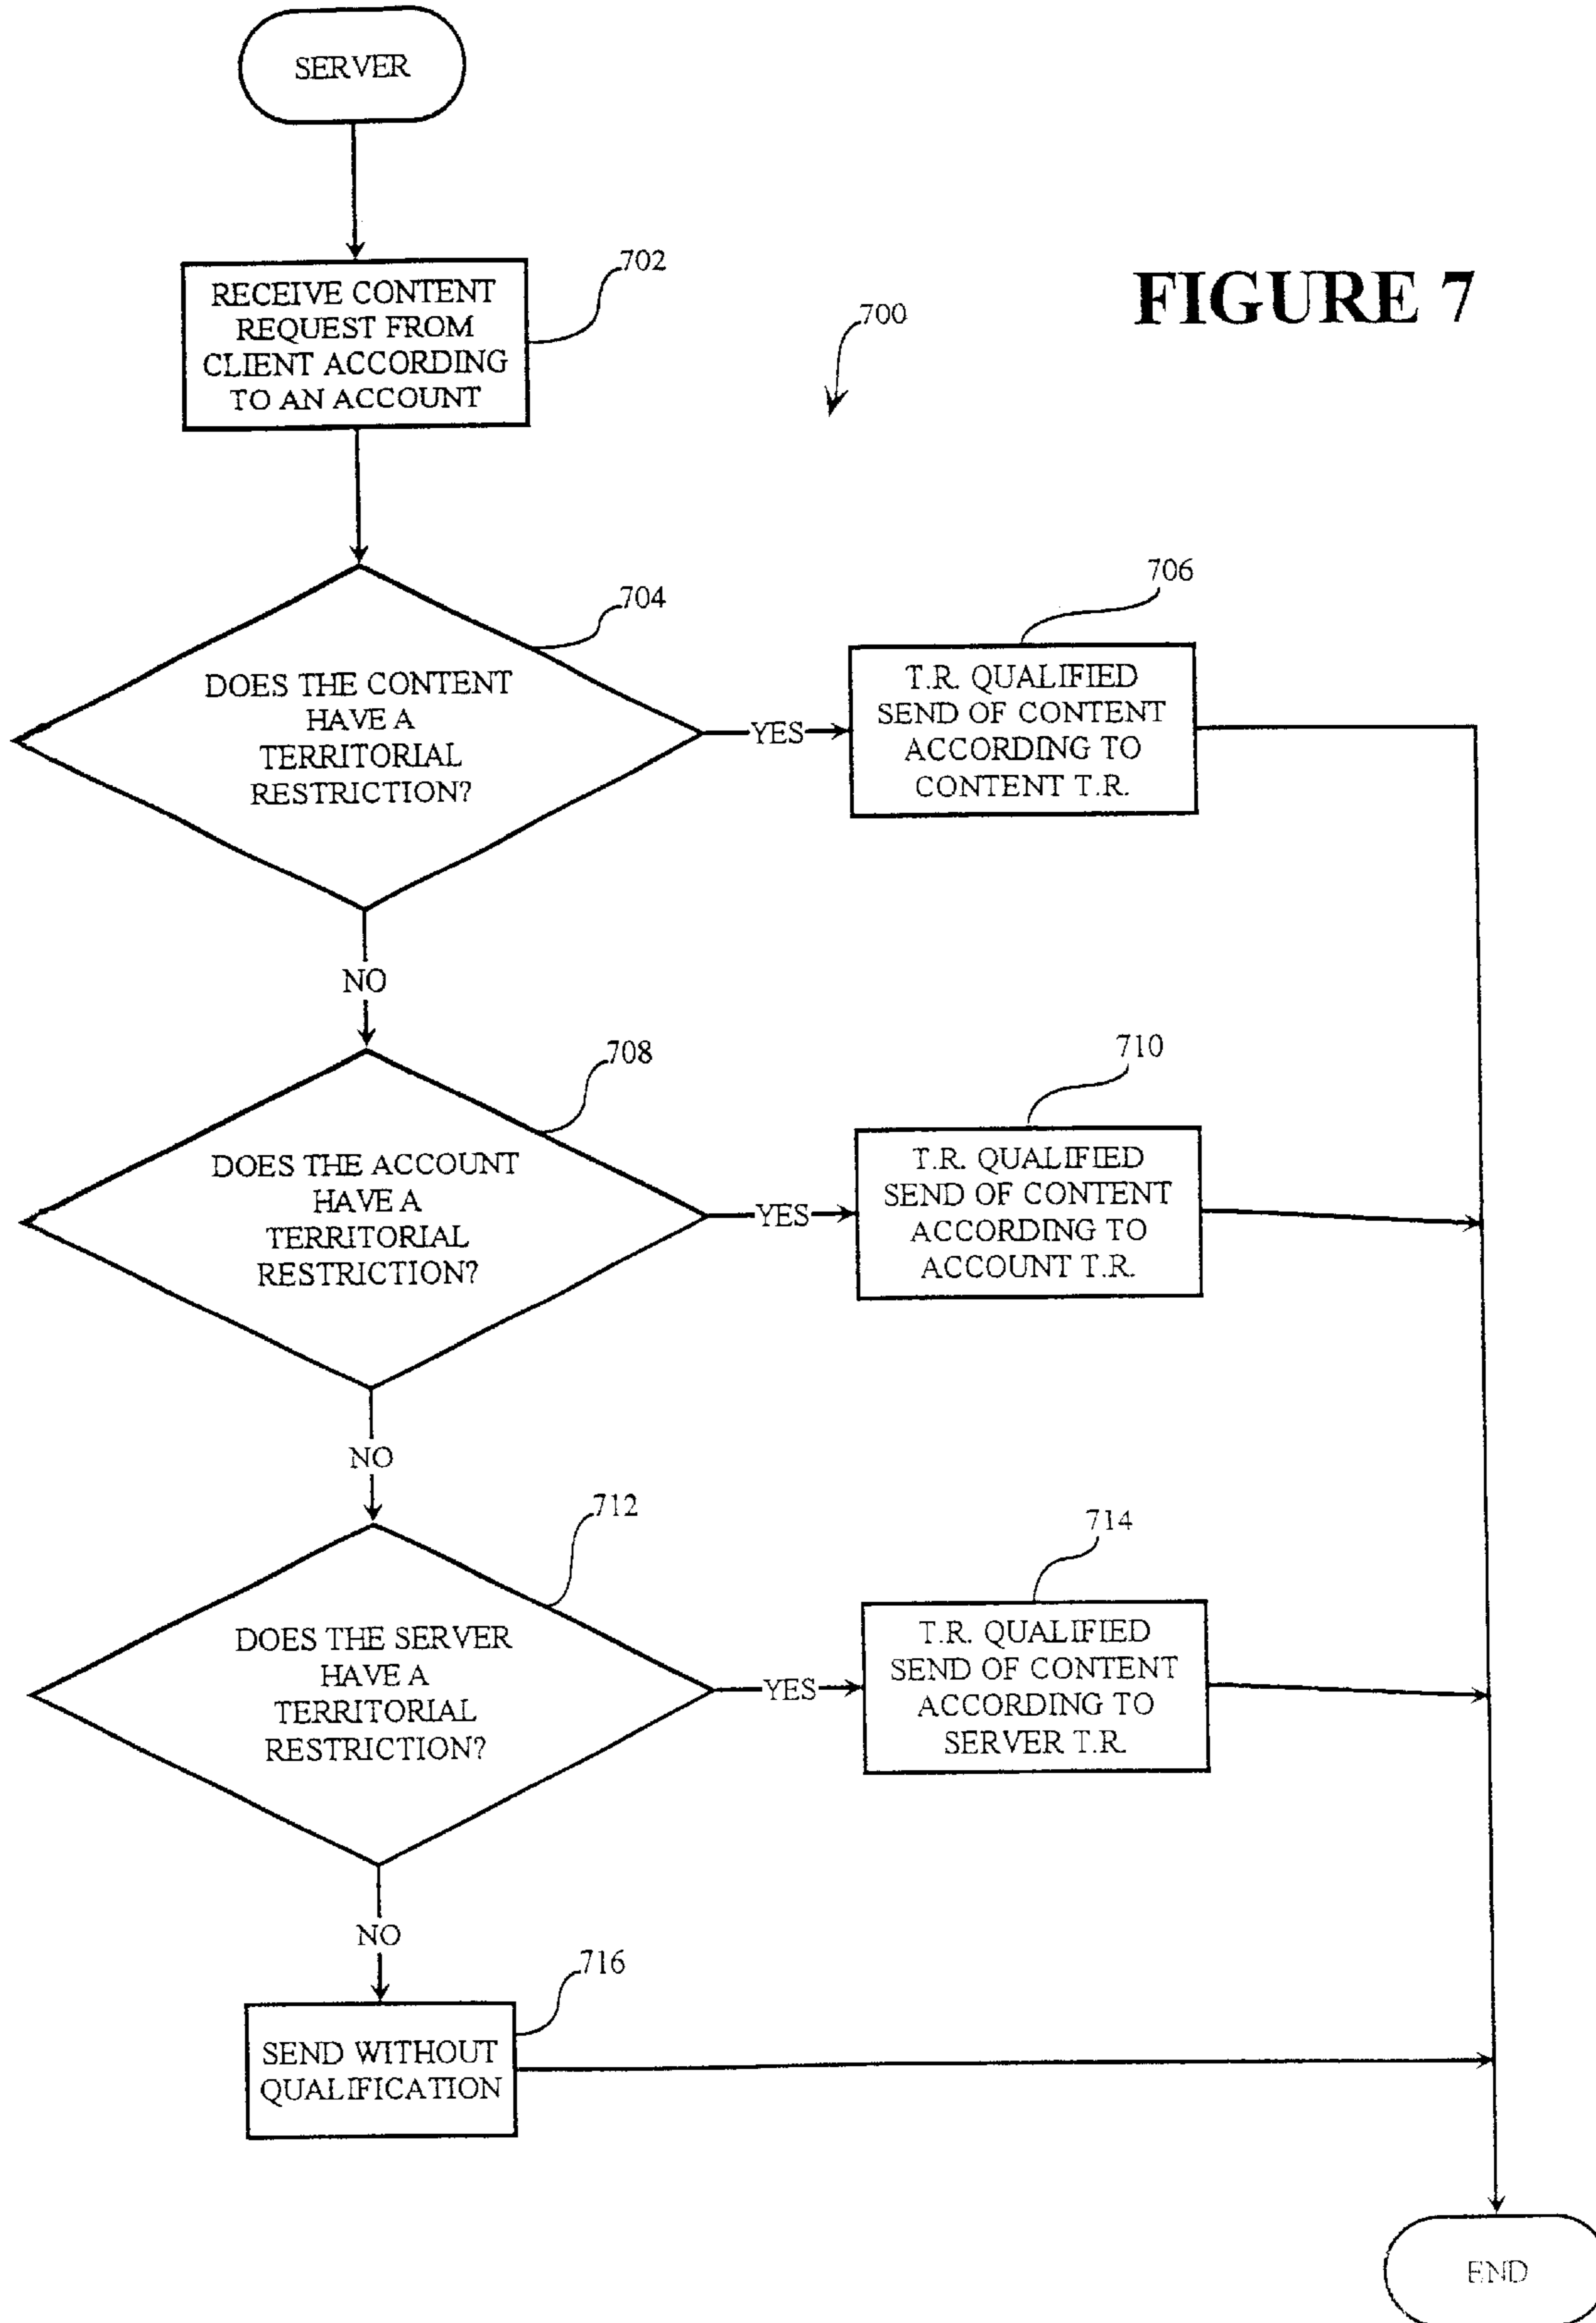 SERVER
702
RECEIVE CONTENT
REQUEST FROM
CLIENT ACCORDING
TO AN ACCOUNT
700
FIGURE 7
704
DOES THE CONTENT
HAVE A
TERRITORIAL
RESTRICTION?
YES
706
T.R. QUALIFIED
SEND OF CONTENT
ACCORDING TO
CONTENT T.R.
NO
708
DOES THE ACCOUNT
HAVE A
TERRITORIAL
RESTRICTION?
YES
710
T.R. QUALIFIED
SEND OF CONTENT
ACCORDING TO
ACCOUNT T.R.
NO
712
DOES THE SERVER
HAVE A
TERRITORIAL
RESTRICTION?
YES
714
T.R. QUALIFIED
SEND OF CONTENT
ACCORDING TO
SERVER T.R.
NO
716
SEND WITHOUT
QUALIFICATION
END